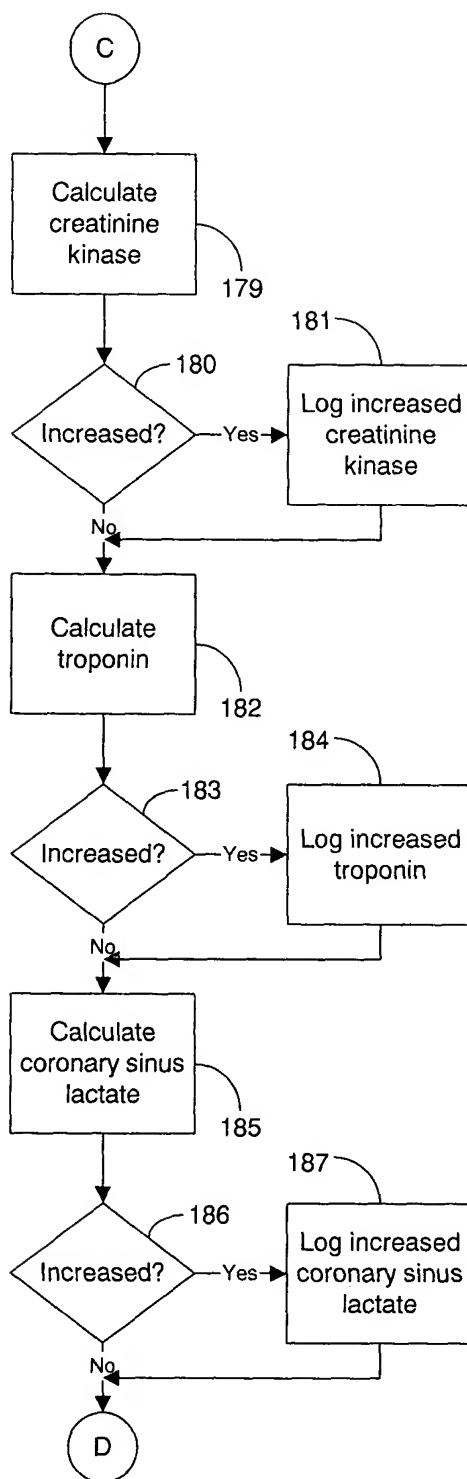 C
Calculate
creatinine
kinase
179
180
181
Increased?
Yes
Log increased
creatinine
kinase
No
Calculate
troponin
182
183
184
Increased?
Yes
Log increased
troponin
No
Calculate
coronary sinus
lactate
185
186
187
Increased?
Yes
Log increased
coronary sinus
lactate
No
D